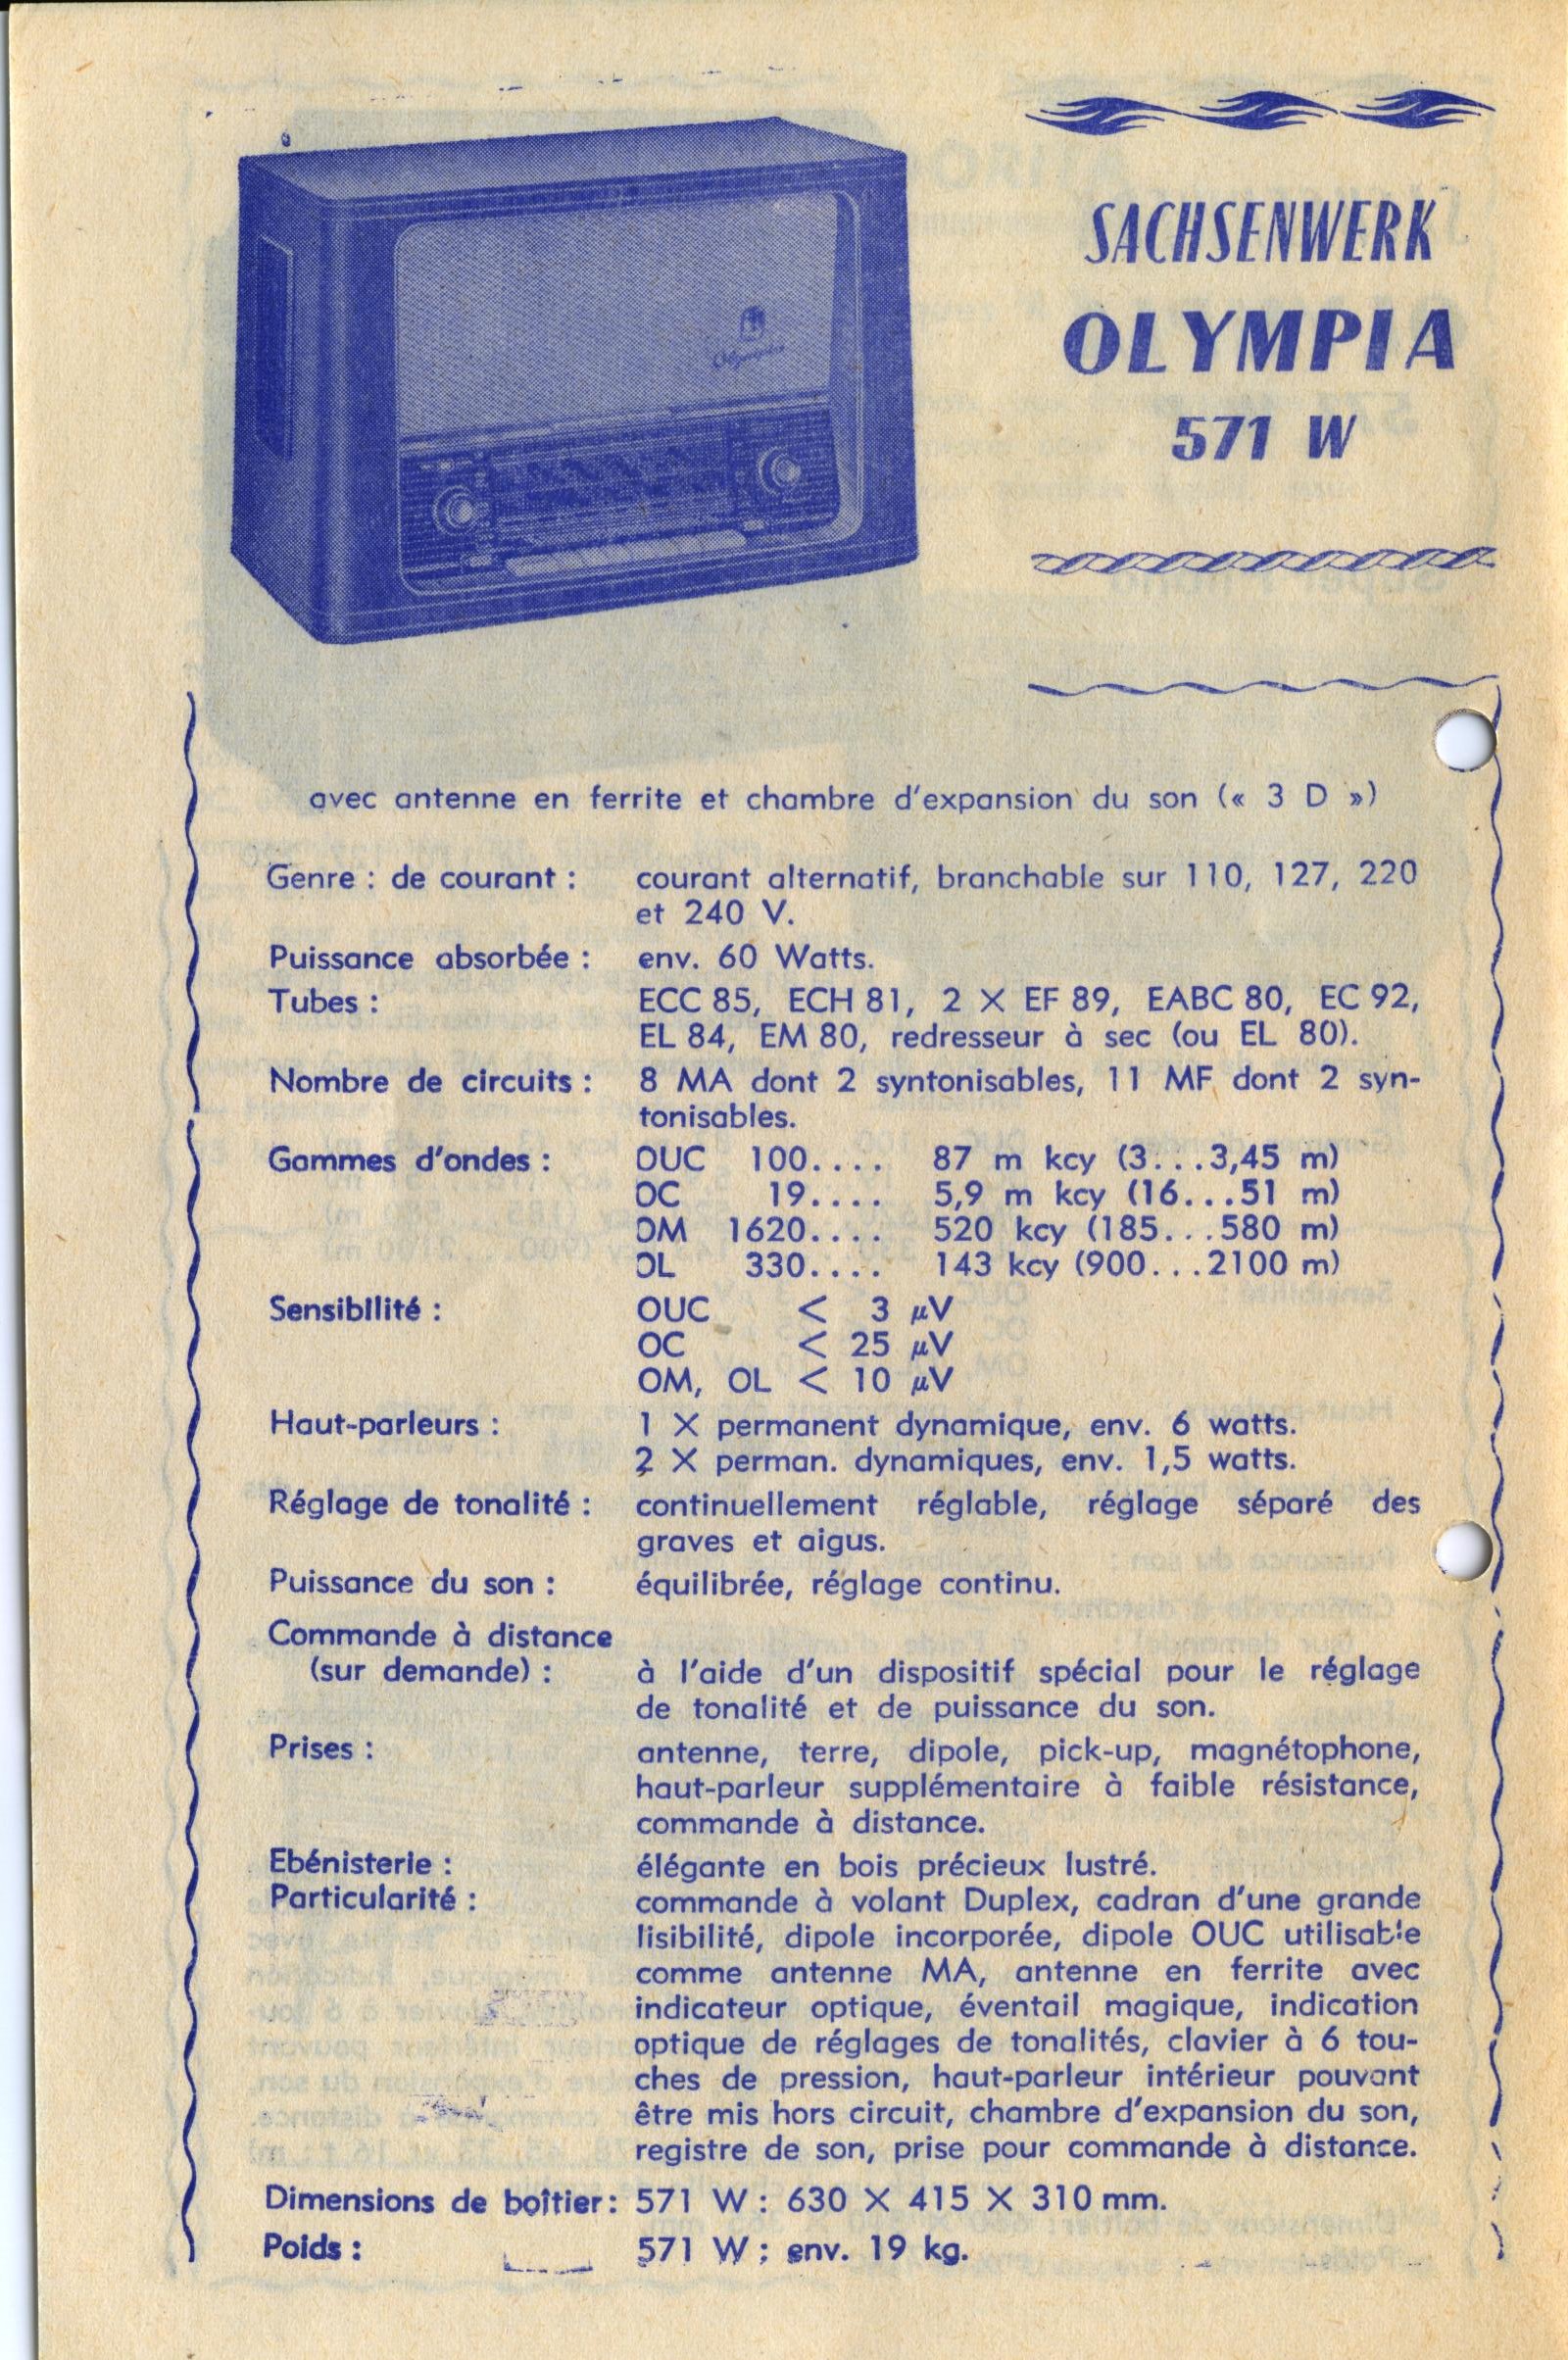 SACHSENWERK
OLYMPIA
571 W
Olympia
avec antenne en ferrite et chambre d'expansion du son (« 3 D »)
Genre : de courant : courant alternatif, branchable sur 110, 127, 220
et 240 V.
Puissance absorbée : env. 60 Watts.
Tubes : ECC 85, ECH 81, 2 X EF 89, EABC 80, EC 92,
EL 84, EM 80, redresseur à sec (ou EL 80).
Nombre de circuits : 8 MA dont 2 syntonisables, 11 MF dont 2 syn-
tonisables.
Gammes d'ondes : OUC 100.... 87 m kcy (3...3,45 m)
OC 19.... 5,9 m kcy (16...51 m)
OM 1620.... 520 kcy (185...580 m)
OL 330.... 143 kcy (900...2100 m)
Sensibilité : OUC < 3 µV
OC < 25 µV
OM, OL < 10 µV
Haut-parleurs : 1 X permanent dynamique, env. 6 watts.
2 X perman. dynamiques, env. 1,5 watts.
Réglage de tonalité : continuellement réglable, réglage séparé des
graves et aigus.
Puissance du son : équilibrée, réglage continu.
Commande à distance
(sur demande) : à l'aide d'un dispositif spécial pour le réglage
de tonalité et de puissance du son.
Prises : antenne, terre, dipole, pick-up, magnétophone,
haut-parleur supplémentaire à faible résistance,
commande à distance.
Ebénisterie : élégante en bois précieux lustré.
Particularité : commande à volant Duplex, cadran d'une grande
lisibilité, dipole incorporée, dipole OUC utilisable
comme antenne MA, antenne en ferrite avec
indicateur optique, éventail magique, indication
optique de réglages de tonalités, clavier à 6 tou-
ches de pression, haut-parleur intérieur pouvant
être mis hors circuit, chambre d'expansion du son,
registre de son, prise pour commande à distance.
Dimensions de boîtier : 571 W : 630 X 415 X 310 mm.
Poids : 571 W ; env. 19 kg.